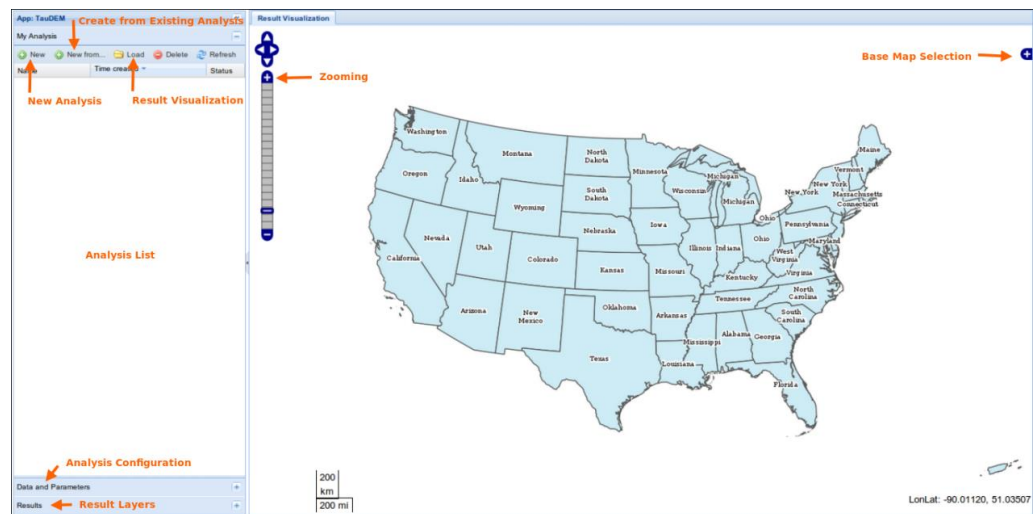 App: TauDEM
Create from Existing Analysis
Result Visualization
My Analysis
New
New from...
Load
Delete
Refresh
Name
Time created
Status
New Analysis
Result Visualization
Zooming
Base Map Selection
Analysis List
Washington
Montana
North
Dakota
Minnesota
Maine
Oregon
Idaho
South
Dakota
Wisconsin
Michigan
Michigan
Vermont
New York
New York
Massachusetts
Connecticut
Wyoming
Iowa
Ohio
Pennsylvania
Nebraska
Nevada
Utah
Colorado
Illinois
Indiana
Ohio
Maryland
West
Virginia
Virginia
California
Kansas
Missouri
Kentucky
Arizona
New
Mexico
Oklahoma
Arkansas
Tennessee
North
Carolina
South
Carolina
Mississippi
Alabama
Georgia
Texas
Louisiana
Florida
Analysis Configuration
Data and Parameters
Results
Result Layers
200
km
200 mi
LonLat: -90.01120, 51.03507